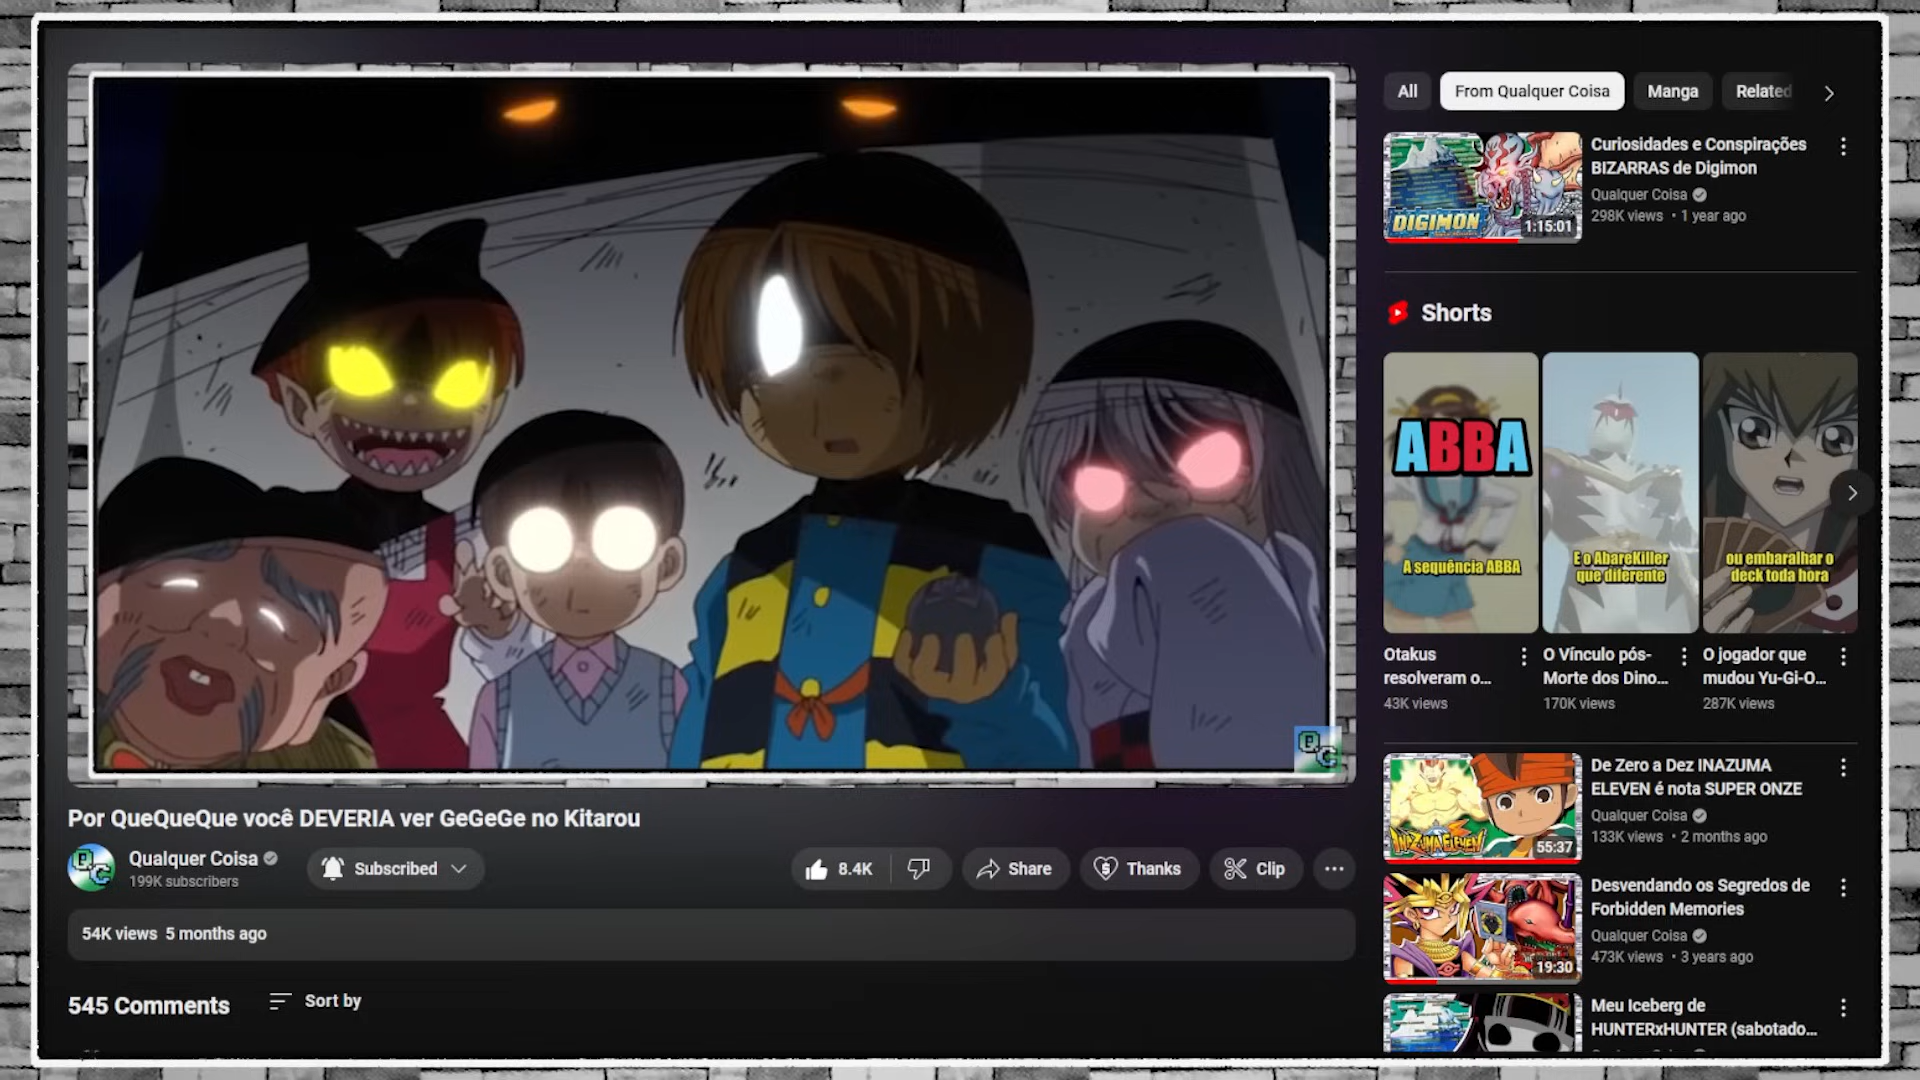 All
From Qualquer Coisa
Manga
Related
DIGIMON
1:15:01
Curiosidades e Conspirações
BIZARRAS de Digimon
Qualquer Coisa
298K views • 1 year ago
Shorts
ABBA
A sequência ABBA
E o AbareKiller
que diferente
ou embaralhar o
deck toda hora
Otakus
resolveram o...
43K views
O Vínculo pós-
Morte dos Dino...
170K views
O jogador que
mudou Yu-Gi-O...
287K views
QC
Por QueQueQue você DEVERIA ver GeGeGe no Kitarou
QC
Qualquer Coisa
199K subscribers
Subscribed
8.4K
Share
Thanks
Clip
54K views 5 months ago
545 Comments
Sort by
INAZUMA ELEVEN
55:37
De Zero a Dez INAZUMA
ELEVEN é nota SUPER ONZE
Qualquer Coisa
133K views • 2 months ago
19:30
Desvendando os Segredos de
Forbidden Memories
Qualquer Coisa
473K views • 3 years ago
Meu Iceberg de
HUNTERxHUNTER (sabotado...